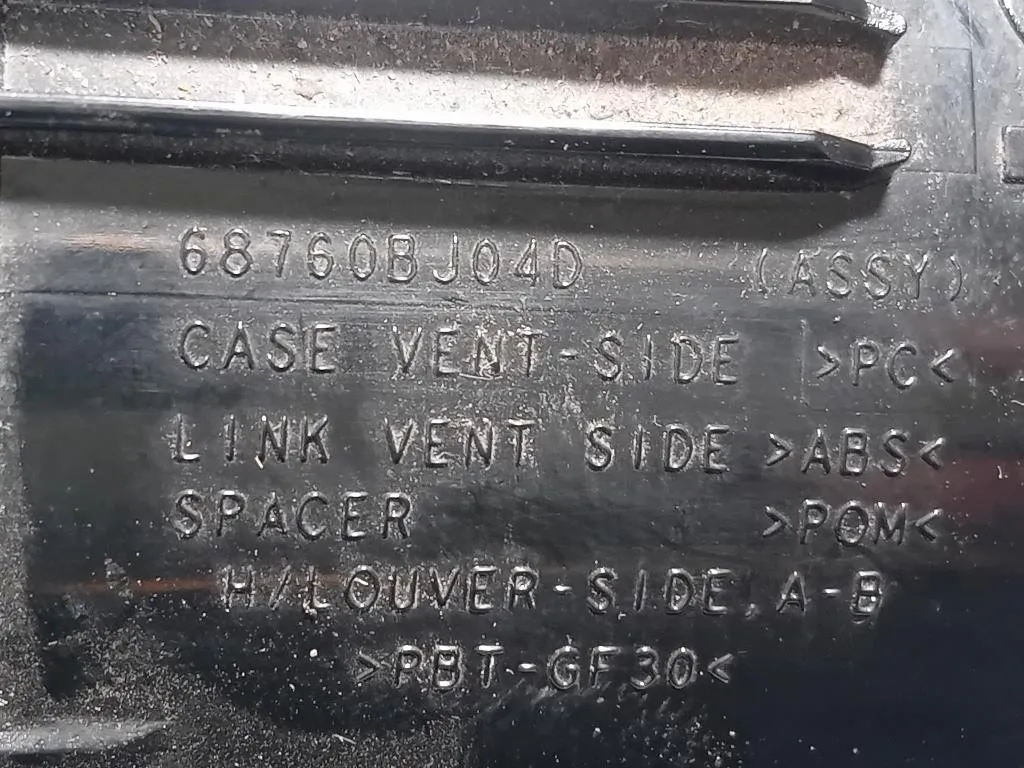 68760BJ04D (ASSY)
CASE VENT-SIDE >PC<
LINK VENT SIDE >ABS<
SPACER >POM<
H/LOUVER-SIDE,A-B
>PBT-GF30<